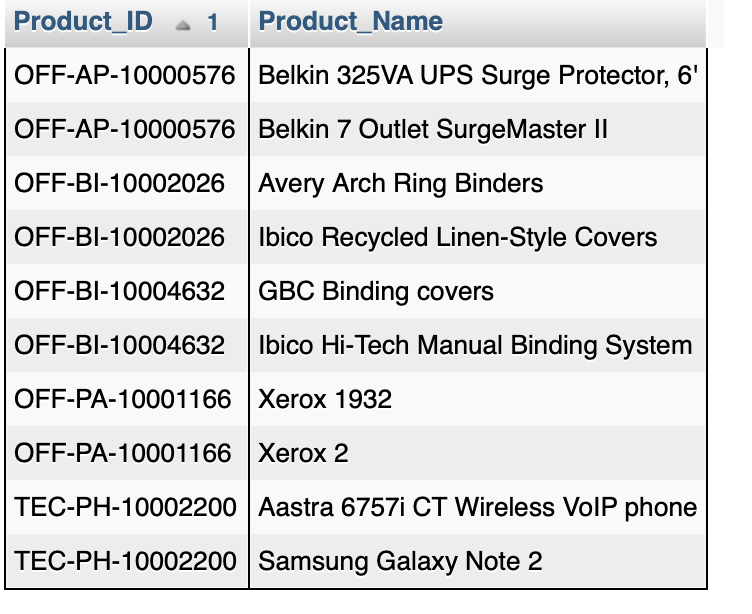 Product_ID 1 Product_Name
OFF-AP-10000576 Belkin 325VA UPS Surge Protector, 6'
OFF-AP-10000576 Belkin 7 Outlet SurgeMaster II
OFF-BI-10002026 Avery Arch Ring Binders
OFF-BI-10002026 Ibico Recycled Linen-Style Covers
OFF-BI-10004632 GBC Binding covers
OFF-BI-10004632 Ibico Hi-Tech Manual Binding System
OFF-PA-10001166 Xerox 1932
OFF-PA-10001166 Xerox 2
TEC-PH-10002200 Aastra 6757i CT Wireless VoIP phone
TEC-PH-10002200 Samsung Galaxy Note 2